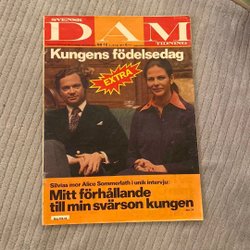 SVENSK
DAM
TIDNING
Kungens födelsedag
EXTRA
Silvias mor Alice Sommerlath i unik intervju:
Mitt förhållande
till min svärson kungen